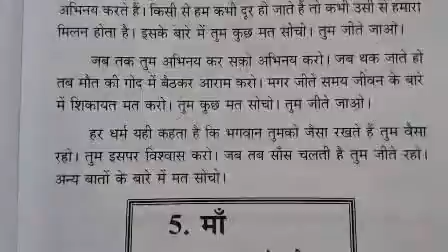 अभिनय करते हैं। किसी से हम कभी दूर हो जाते हैं तो कभी उसी से हमारा
मिलन होता है। इसके बारे में तुम कुछ मत सोचो। तुम जीते जाओ।
जब तक तुम अभिनय कर सको अभिनय करो। जब थक जाते हो
तब मौत की गोद में बैठकर आराम करो। मगर जीते समय जीवन के बारे
में शिकायत मत करो। तुम कुछ मत सोचो। तुम जीते जाओ।
हर धर्म यही कहता है कि भगवान तुमको जैसा रखते हैं तुम वैसा
रहो। तुम इसपर विश्वास करो। जब तब साँस चलती है तुम जीते रहो।
अन्य बातों के बारे में मत सोचो।
5. माँ